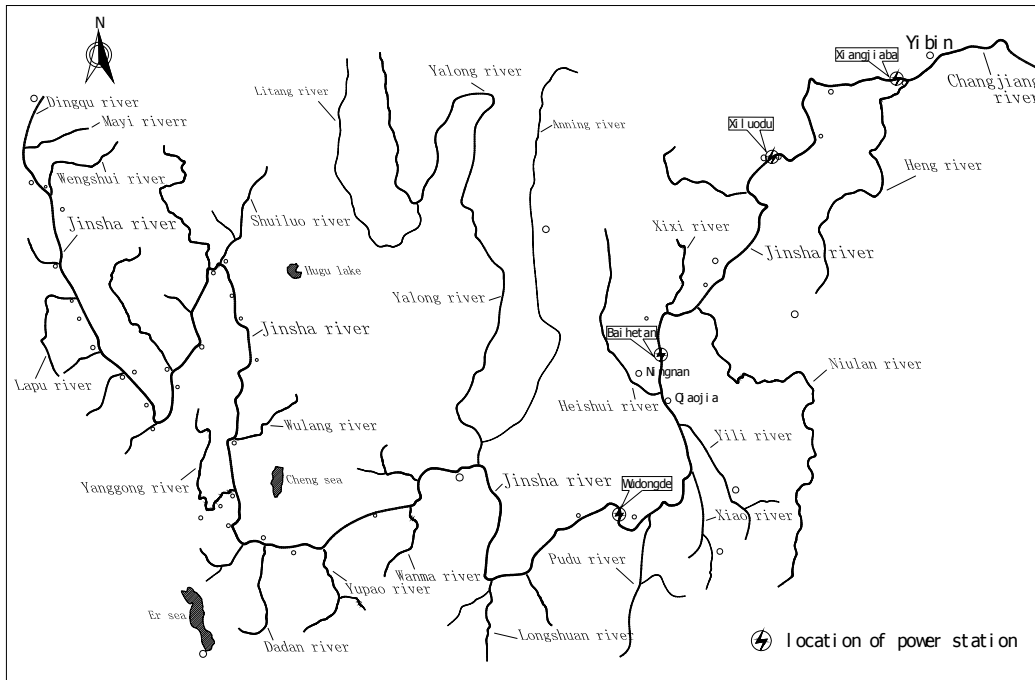 N
Yibin
Xiangjiaba
Changjiang
river
Yalong river
Litang river
Dingqu river
Mayi riverr
Anning river
Xiluodu
Heng river
Wengshui river
Shuiluo river
Jinsha river
Xixi river
Jinsha river
Hugu lake
Yalong river
Jinsha river
Baihetan
Niulan river
Ningnan
Lapu river
Qiaojia
Heishui river
Wulang river
Yili river
Yanggong river
Cheng sea
Jinsha river
Wudongde
Xiao river
Pudu river
Wanma river
Yupao river
Er sea
Dadan river
Longshuan river
location of power station